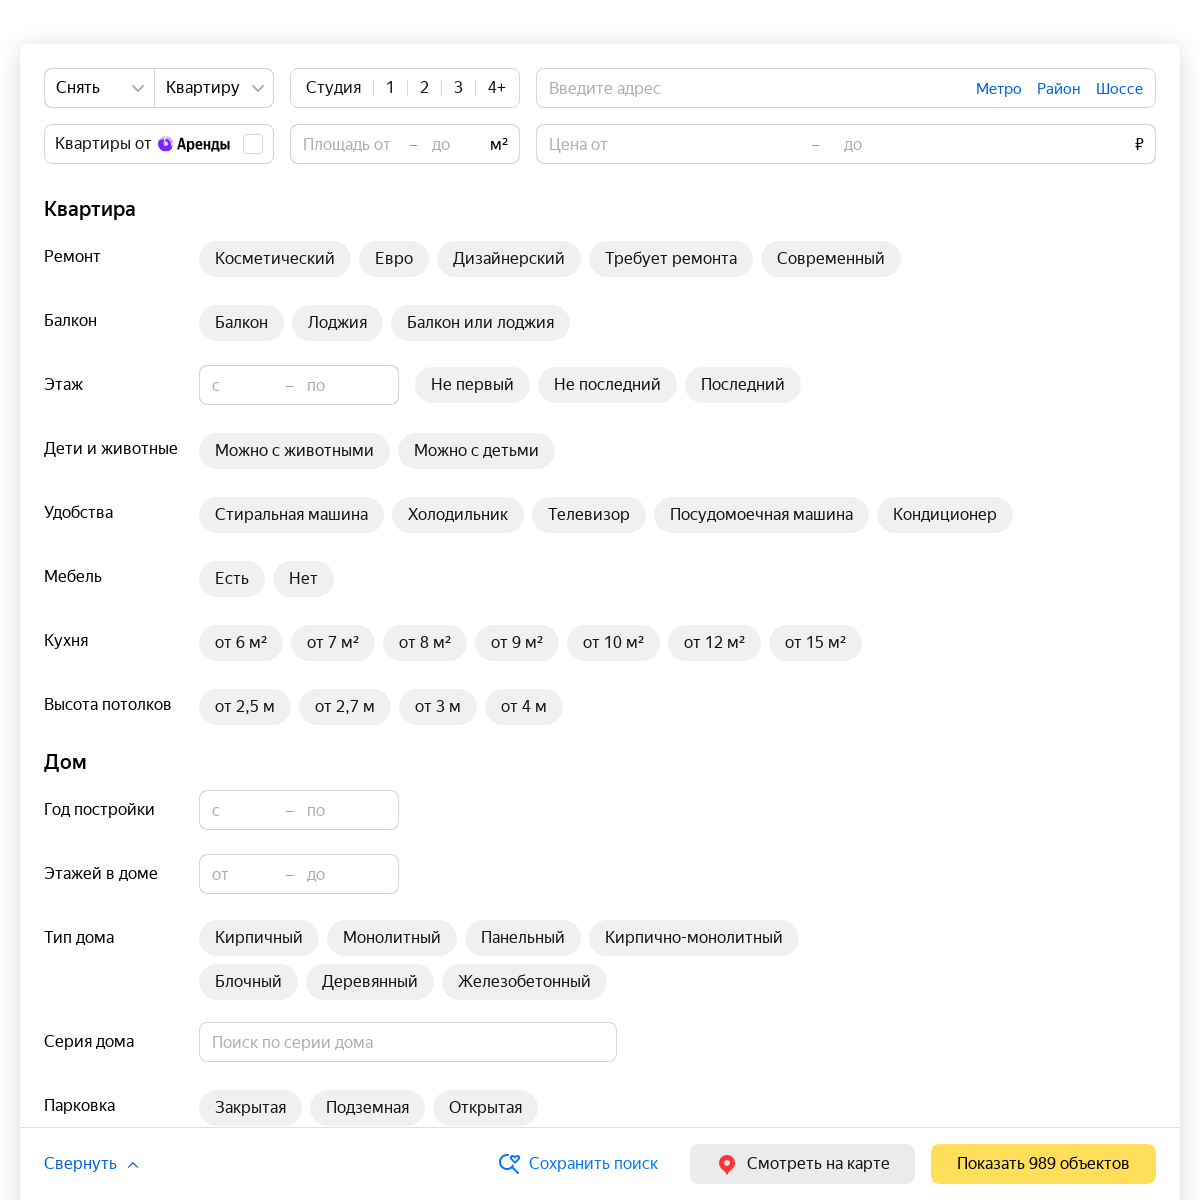 Снять Квартиру Студия 1 2 3 4+ Введите адрес Метро Район Шоссе
Квартиры от Аренды Площадь от – до м² Цена от – до ₽
Квартира
Ремонт Косметический Евро Дизайнерский Требует ремонта Современный
Балкон Балкон Лоджия Балкон или лоджия
Этаж с – по Не первый Не последний Последний
Дети и животные Можно с животными Можно с детьми
Удобства Стиральная машина Холодильник Телевизор Посудомоечная машина Кондиционер
Мебель Есть Нет
Кухня от 6 м² от 7 м² от 8 м² от 9 м² от 10 м² от 12 м² от 15 м²
Высота потолков от 2,5 м от 2,7 м от 3 м от 4 м
Дом
Год постройки с – по
Этажей в доме от – до
Тип дома Кирпичный Монолитный Панельный Кирпично-монолитный
Блочный Деревянный Железобетонный
Серия дома Поиск по серии дома
Парковка Закрытая Подземная Открытая
Свернуть Сохранить поиск Смотреть на карте Показать 989 объектов